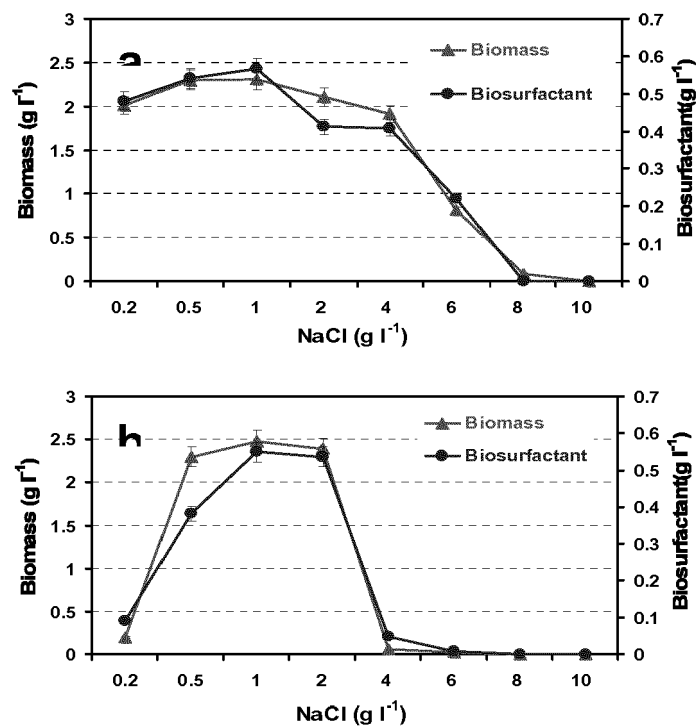 3 0.7
a
Biomass
2.5 0.6
Biosurfactant
0.5
2
0.4
1.5
0.3
1
0.2
0.5
0.1
0 0
0.2 0.5 1 2 4 6 8 10
NaCl (g l-1)
Biomass (g l-1)
Biosurfactant(g l-1)
3 0.7
b
Biomass
2.5 0.6
Biosurfactant
0.5
2
0.4
1.5
0.3
1
0.2
0.5
0.1
0 0
0.2 0.5 1 2 4 6 8 10
NaCl (g l-1)
Biomass (g l-1)
Biosurfactant(g l-1)